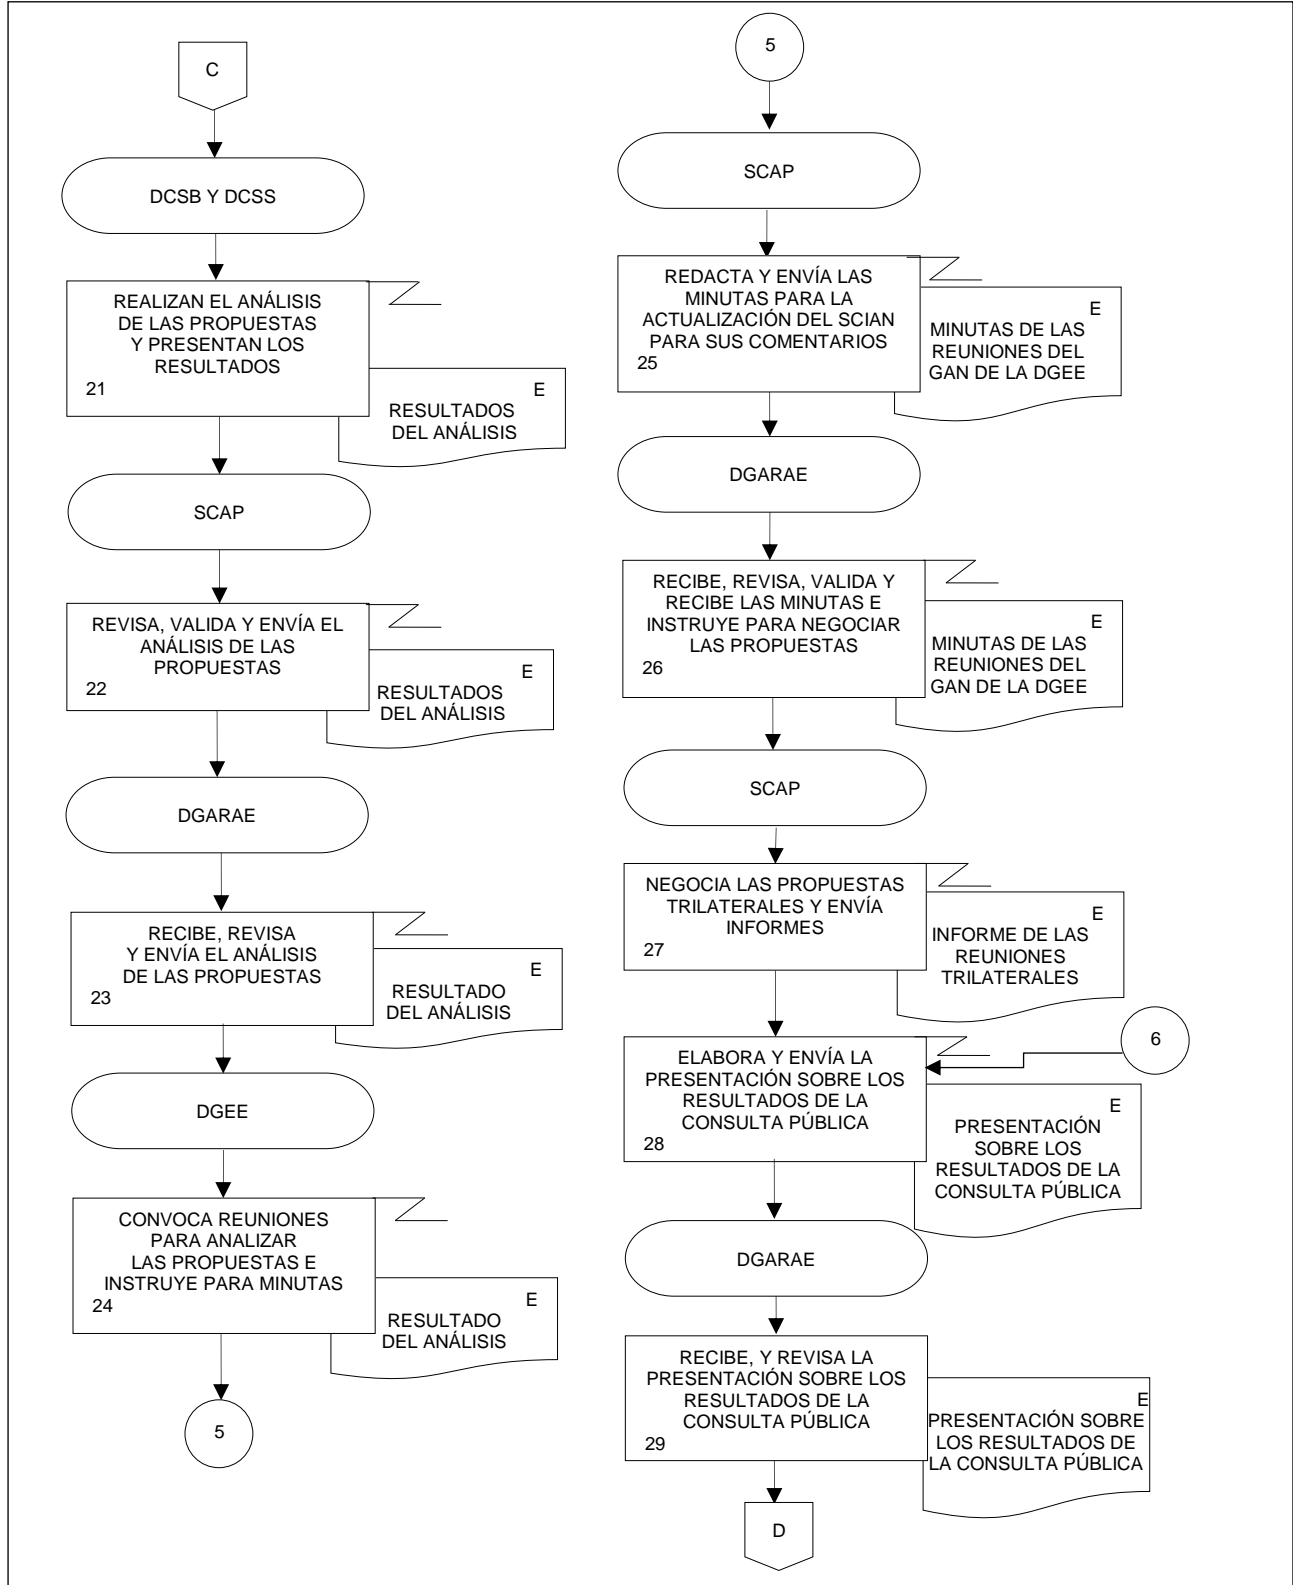 C
DCSB Y DCSS
REALIZAN EL ANÁLISIS
DE LAS PROPUESTAS
Y PRESENTAN LOS
RESULTADOS
21
E
RESULTADOS
DEL ANÁLISIS
SCAP
REVISA, VALIDA Y ENVÍA EL
ANÁLISIS DE LAS
PROPUESTAS
22
E
RESULTADOS
DEL ANÁLISIS
DGARAE
RECIBE, REVISA
Y ENVÍA EL ANÁLISIS
DE LAS PROPUESTAS
23
E
RESULTADO
DEL ANÁLISIS
DGEE
CONVOCA REUNIONES
PARA ANALIZAR
LAS PROPUESTAS E
INSTRUYE PARA MINUTAS
24
E
RESULTADO
DEL ANÁLISIS
5
5
SCAP
REDACTA Y ENVÍA LAS
MINUTAS PARA LA
ACTUALIZACIÓN DEL SCIAN
PARA SUS COMENTARIOS
25
E
MINUTAS DE LAS
REUNIONES DEL
GAN DE LA DGEE
DGARAE
RECIBE, REVISA, VALIDA Y
RECIBE LAS MINUTAS E
INSTRUYE PARA NEGOCIAR
LAS PROPUESTAS
26
E
MINUTAS DE LAS
REUNIONES DEL
GAN DE LA DGEE
SCAP
NEGOCIA LAS PROPUESTAS
TRILATERALES Y ENVÍA
INFORMES
27
E
INFORME DE LAS
REUNIONES
TRILATERALES
6
ELABORA Y ENVÍA LA
PRESENTACIÓN SOBRE LOS
RESULTADOS DE LA
CONSULTA PÚBLICA
28
E
PRESENTACIÓN
SOBRE LOS
RESULTADOS DE LA
CONSULTA PÚBLICA
DGARAE
RECIBE, Y REVISA LA
PRESENTACIÓN SOBRE LOS
RESULTADOS DE LA
CONSULTA PÚBLICA
29
E
PRESENTACIÓN SOBRE
LOS RESULTADOS DE
LA CONSULTA PÚBLICA
D